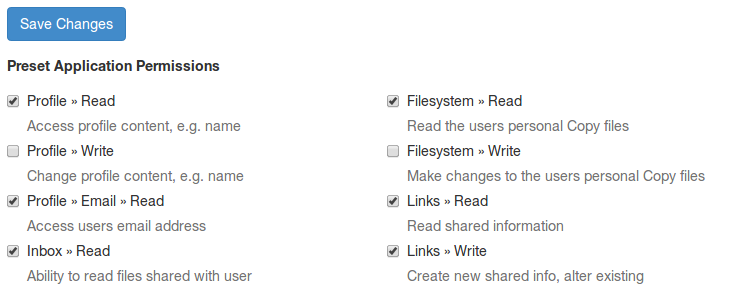 Save Changes
Preset Application Permissions
Profile » Read
Access profile content, e.g. name
Profile » Write
Change profile content, e.g. name
Profile » Email » Read
Access users email address
Inbox » Read
Ability to read files shared with user
Filesystem » Read
Read the users personal Copy files
Filesystem » Write
Make changes to the users personal Copy files
Links » Read
Read shared information
Links » Write
Create new shared info, alter existing